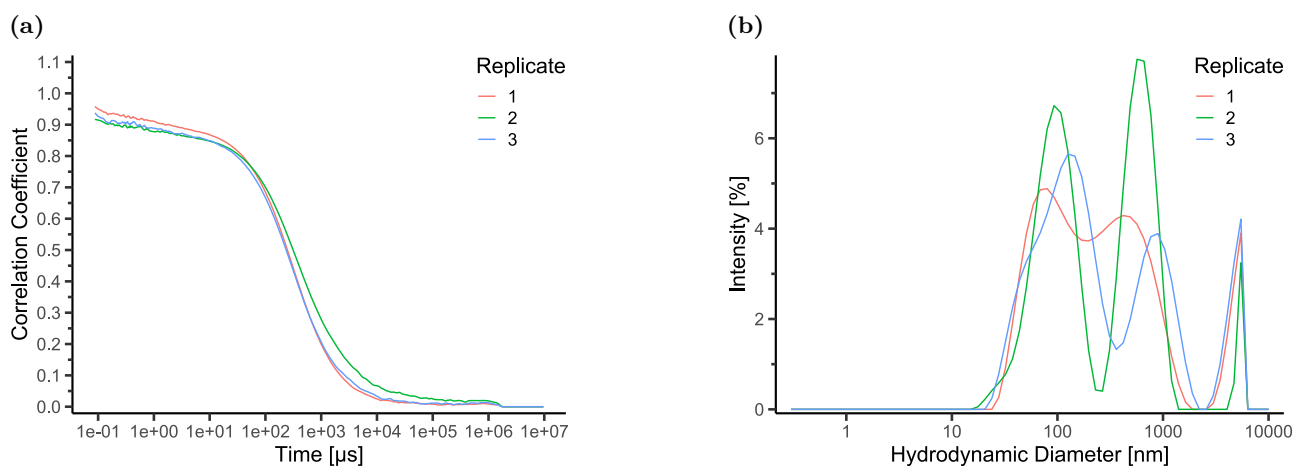 (a)
Correlation Coefficient
1.1
1.0
0.9
0.8
0.7
0.6
0.5
0.4
0.3
0.2
0.1
0.0
1e-01 1e+00 1e+01 1e+02 1e+03 1e+04 1e+05 1e+06 1e+07
Time [µs]
Replicate
1
2
3
(b)
Intensity [%]
6
4
2
0
1 10 100 1000 10000
Hydrodynamic Diameter [nm]
Replicate
1
2
3